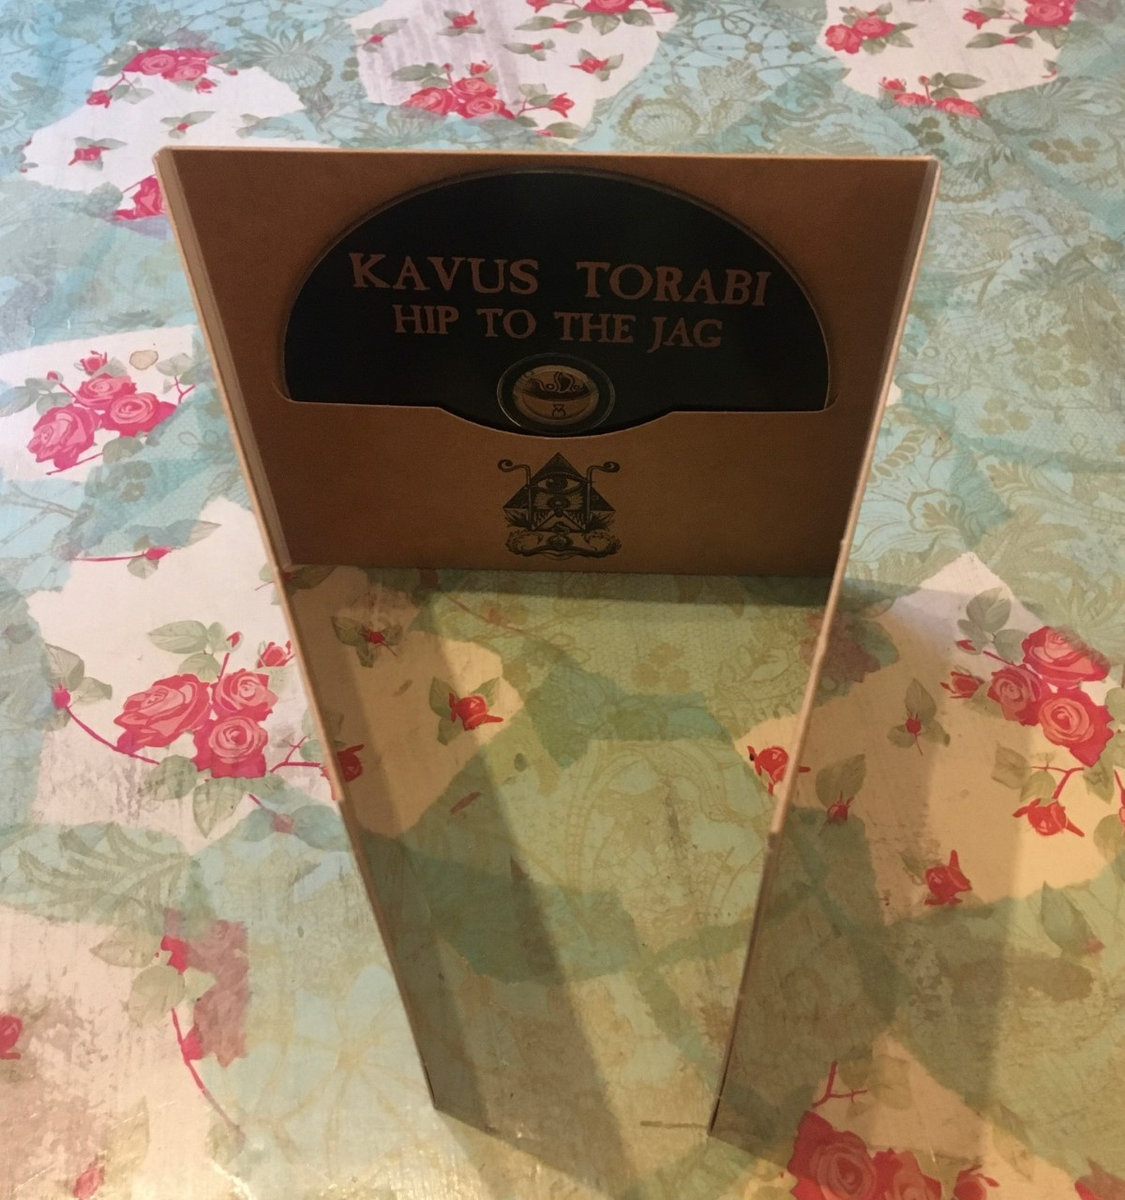 KAVUS TORABI
HIP TO THE JAG